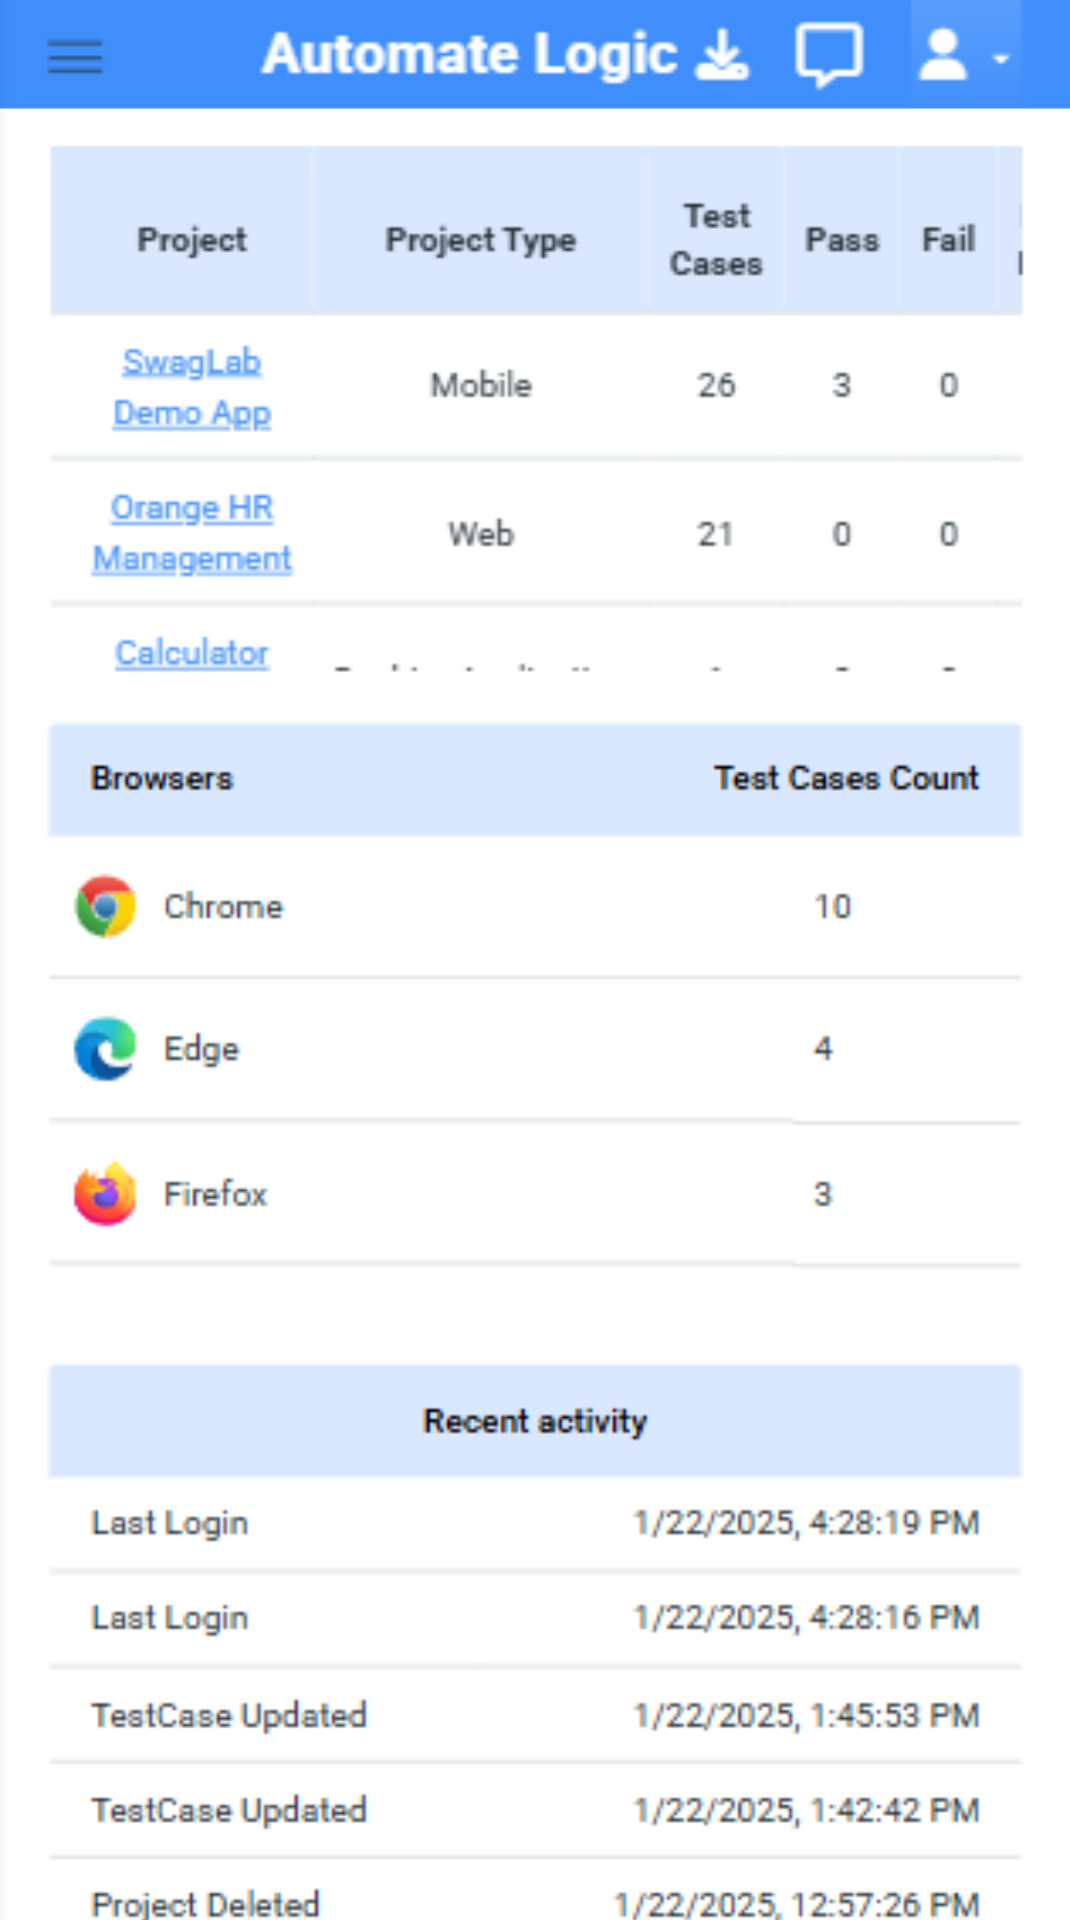 Automate Logic
Project Project Type Test Cases Pass Fail
SwagLab Demo App Mobile 26 3 0
Orange HR Management Web 21 0 0
Calculator
Browsers Test Cases Count
Chrome 10
Edge 4
Firefox 3
Recent activity
Last Login 1/22/2025, 4:28:19 PM
Last Login 1/22/2025, 4:28:16 PM
TestCase Updated 1/22/2025, 1:45:53 PM
TestCase Updated 1/22/2025, 1:42:42 PM
Project Deleted 1/22/2025, 12:57:26 PM